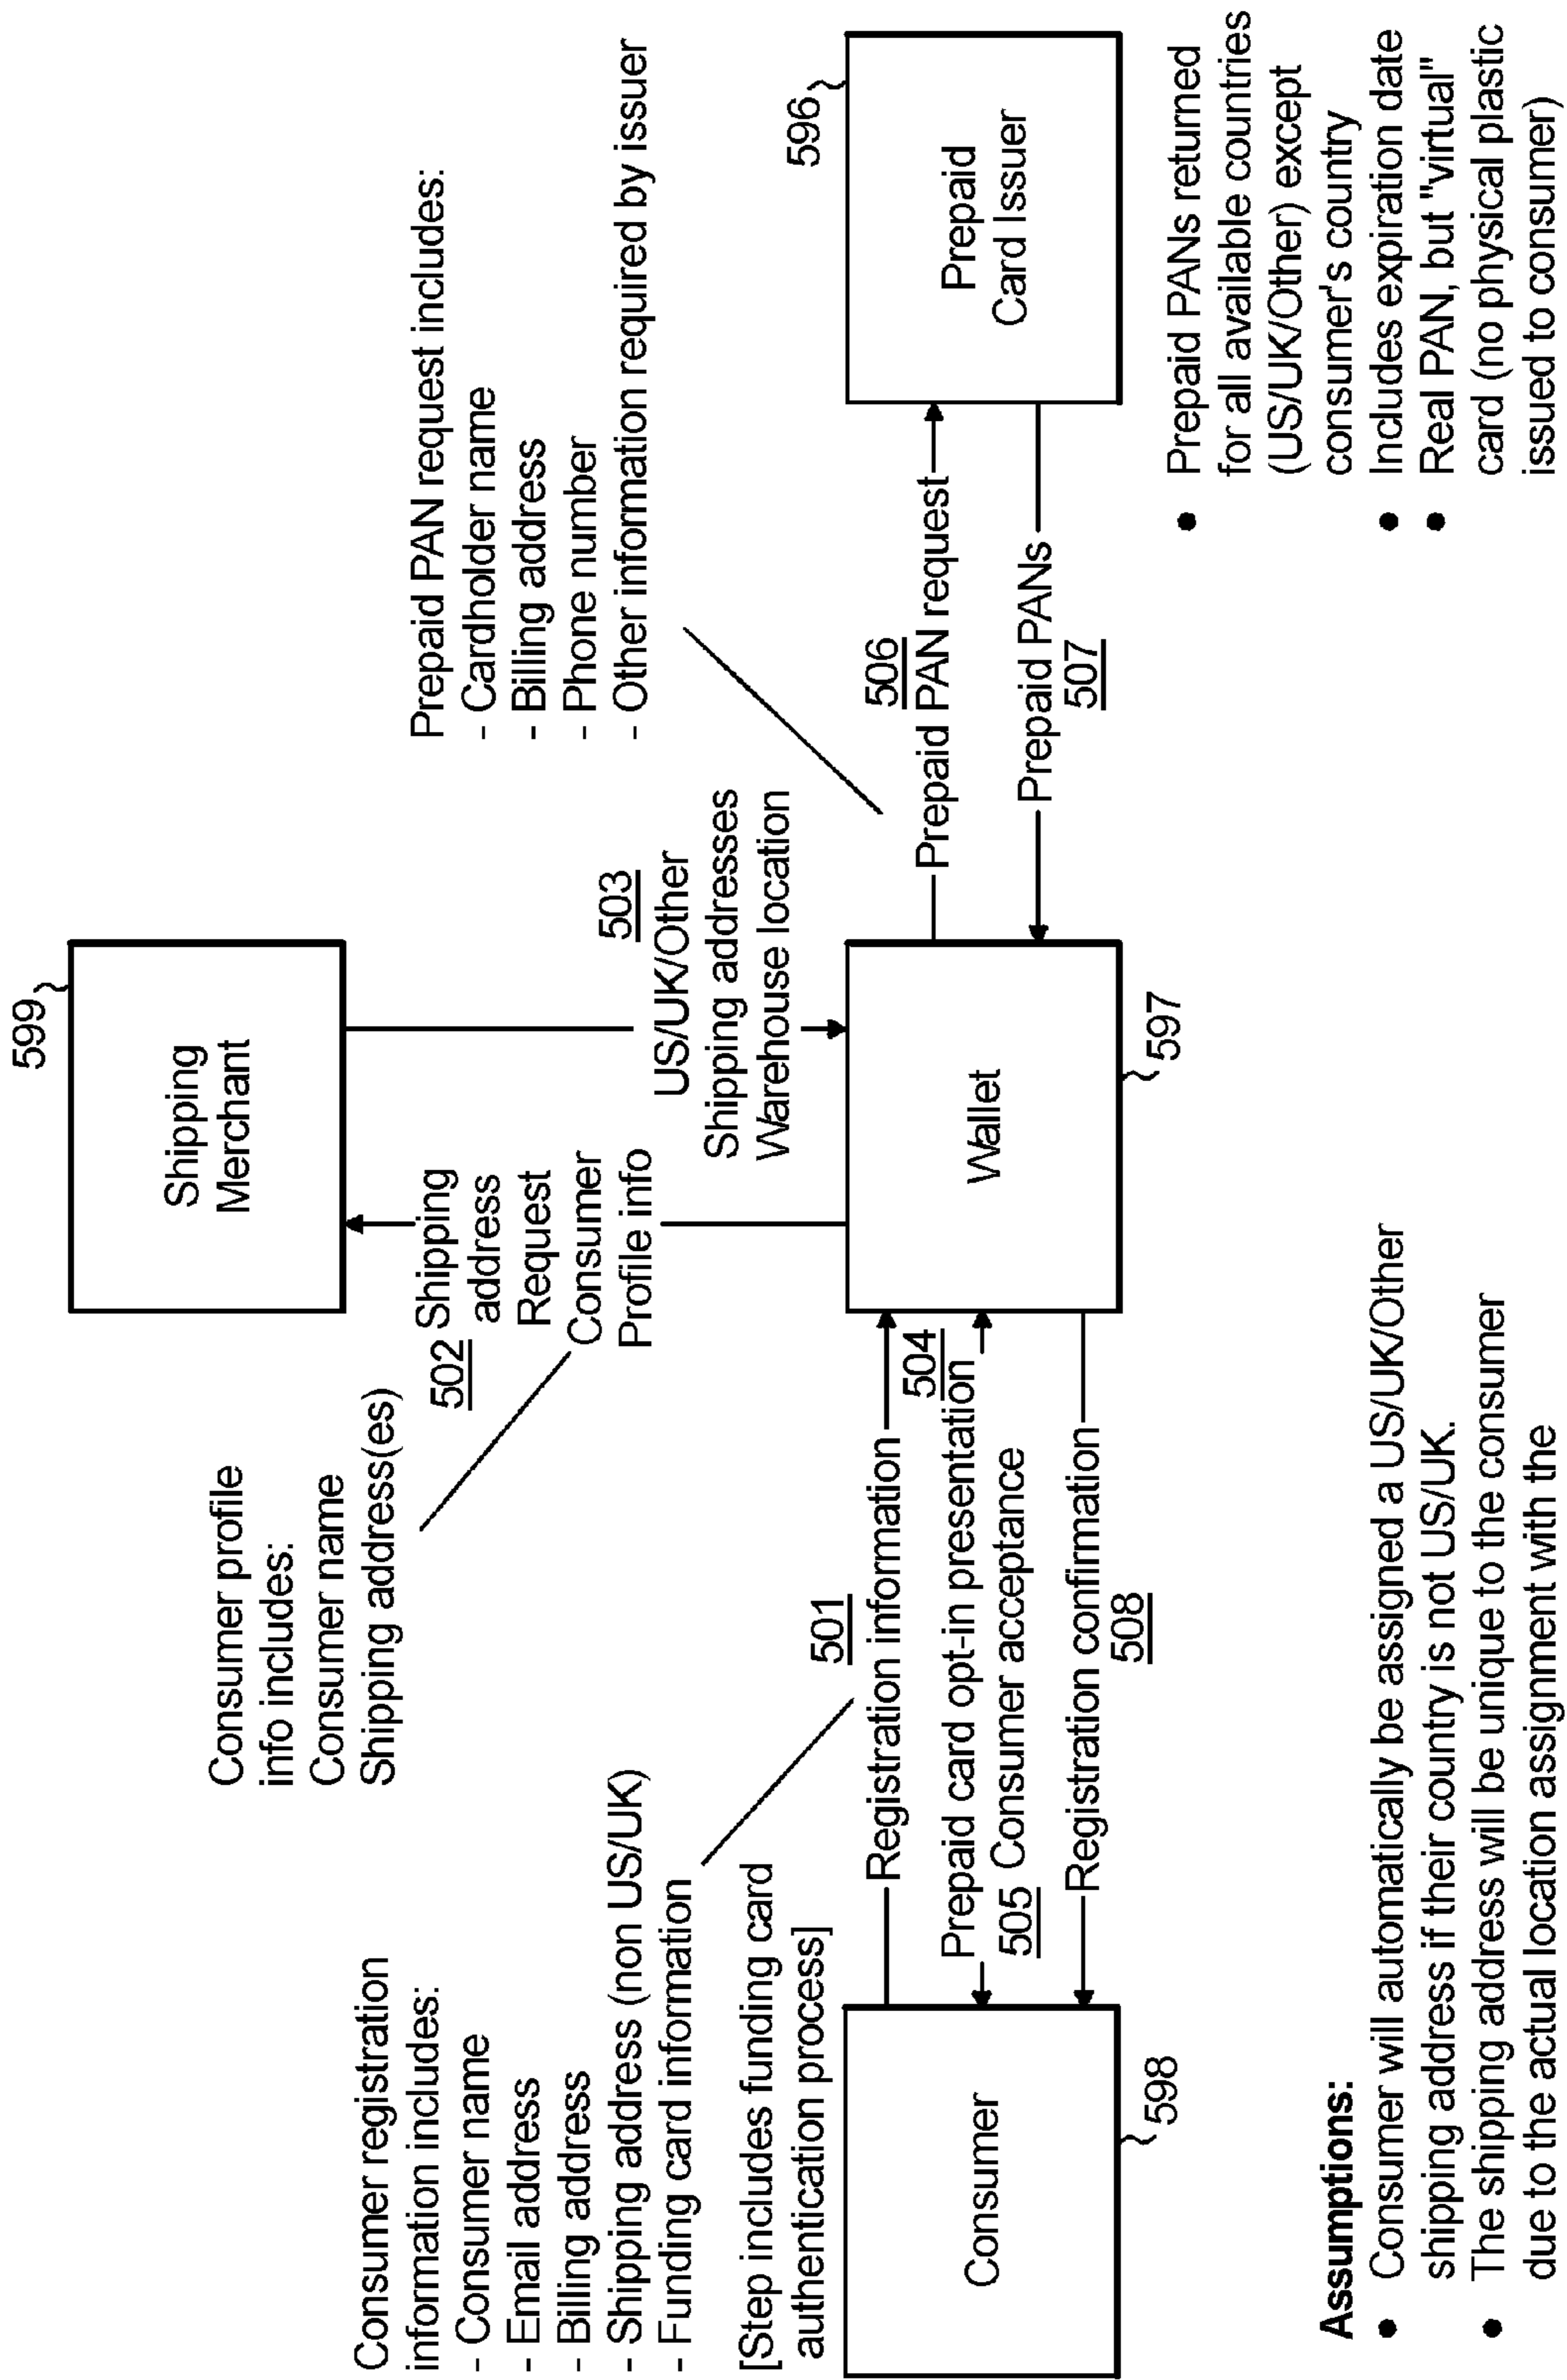 599
Shipping
Merchant
Consumer profile
info includes:
Consumer name
Shipping address(es)
502 Shipping
address
Request
Consumer
Profile info
503
US/UK/Other
Shipping addresses
Warehouse location
Prepaid PAN request includes:
- Cardholder name
- Billing address
- Phone number
- Other information required by issuer
Consumer registration
information includes:
- Consumer name
- Email address
- Billing address
- Shipping address (non US/UK)
- Funding card information
[Step includes funding card
authentication process]
Consumer
598
501
Registration information
504
Prepaid card opt-in presentation
505 Consumer acceptance
Registration confirmation
508
Wallet
597
506
Prepaid PAN request
Prepaid PANs
507
596
Prepaid
Card Issuer
• Prepaid PANs returned
for all available countries
(US/UK/Other) except
consumer's country
• Includes expiration date
• Real PAN, but "virtual"
card (no physical plastic
issued to consumer)
Assumptions:
• Consumer will automatically be assigned a US/UK/Other
shipping address if their country is not US/UK.
• The shipping address will be unique to the consumer
due to the actual location assignment with the